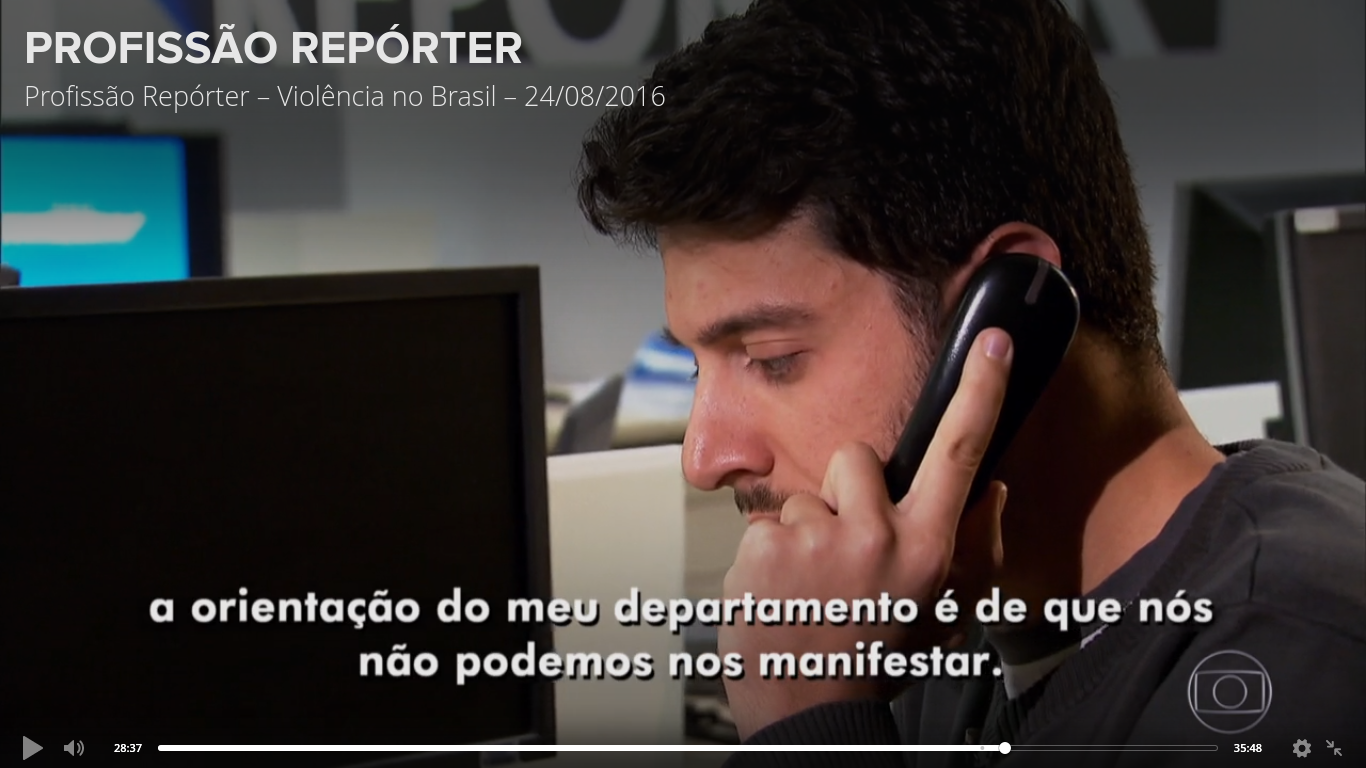 PROFISSÃO REPÓRTER
Profissão Repórter – Violência no Brasil – 24/08/2016
a orientação do meu departamento é de que nós
não podemos nos manifestar.
28:37
35:48